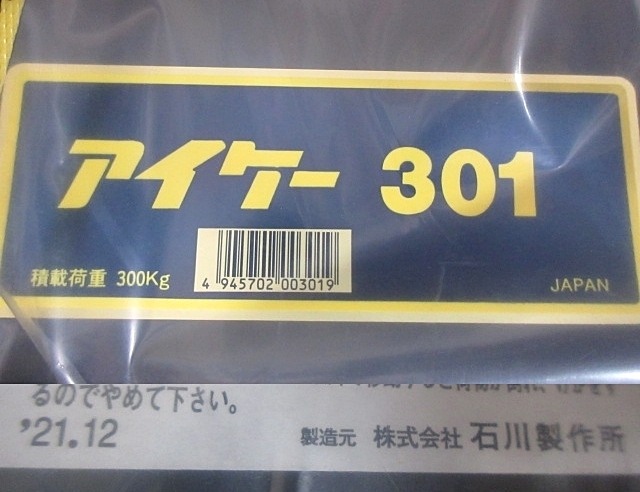 アイケー 301
積載荷重 300Kg
4 945702 003019
JAPAN
るのでやめて下さい。
'21.12
製造元 株式会社 石川製作所